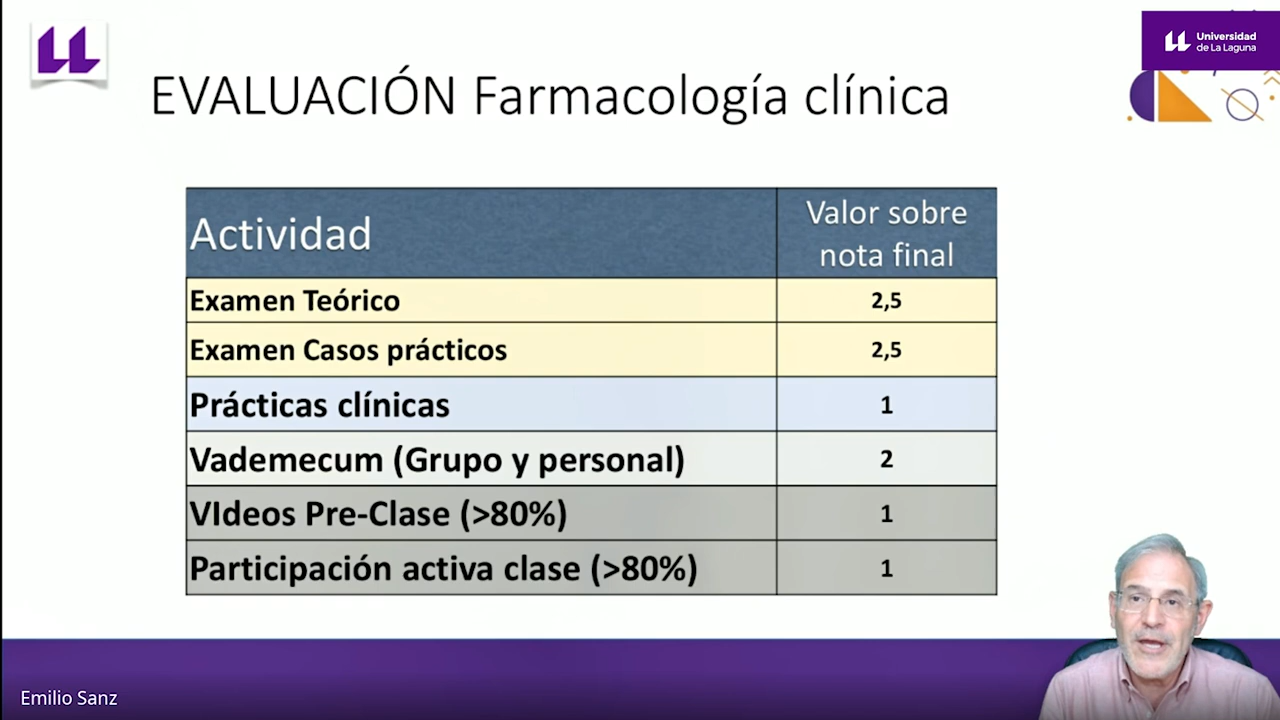 Universidad
de La Laguna
EVALUACIÓN Farmacología clínica
Actividad
Valor sobre
nota final
Examen Teórico
2,5
Examen Casos prácticos
2,5
Prácticas clínicas
1
Vademecum (Grupo y personal)
2
VIdeos Pre-Clase (>80%)
1
Participación activa clase (>80%)
1
Emilio Sanz